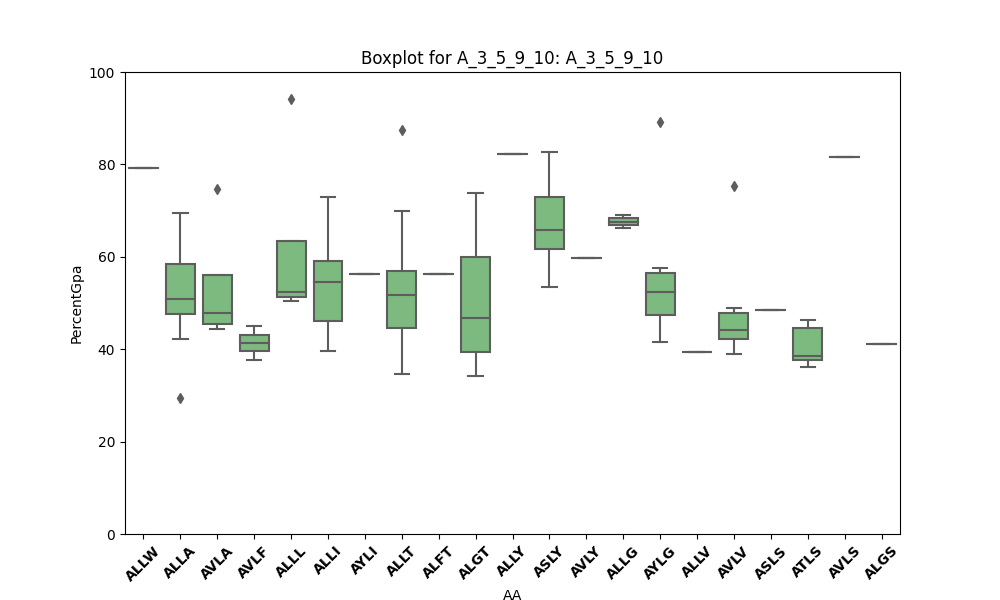 Boxplot for A_3_5_9_10: A_3_5_9_10
PercentGpa
100
80
60
40
20
0
ALLW ALLA AVLA AVLF ALLL ALLI AYLI ALLT ALFT ALGT ALLY ASLY AVLY ALLG AYLG ALLV AVLV ASLS ATLS AVLS ALGS
AA